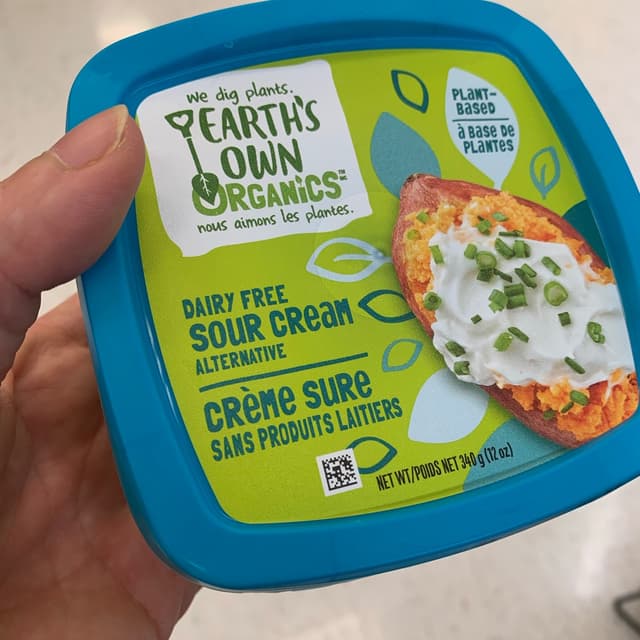 we dig plants.
EARTH'S
OWN
ORGANICS
nous aimons les plantes.
PLANT-
BASED
à BASE DE
PLANTES
DAIRY FREE
SOUR CREAM
ALTERNATIVE
CRÈME SURE
SANS PRODUITS LAITIERS
NET WT/POIDS NET 340 g (12 oz)